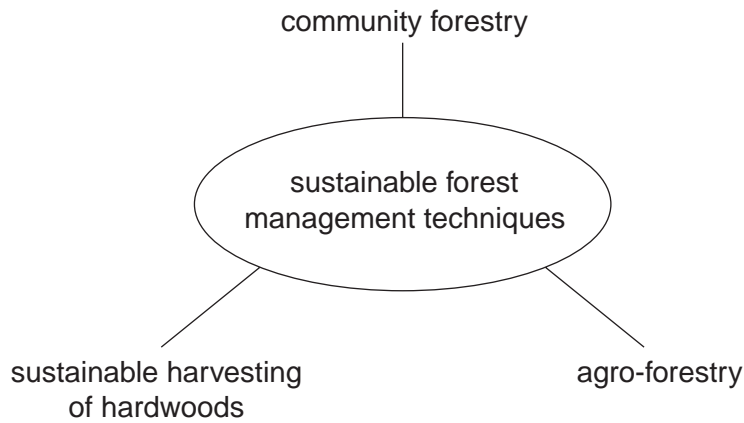 community forestry
sustainable forest
management techniques
sustainable harvesting
of hardwoods
agro-forestry